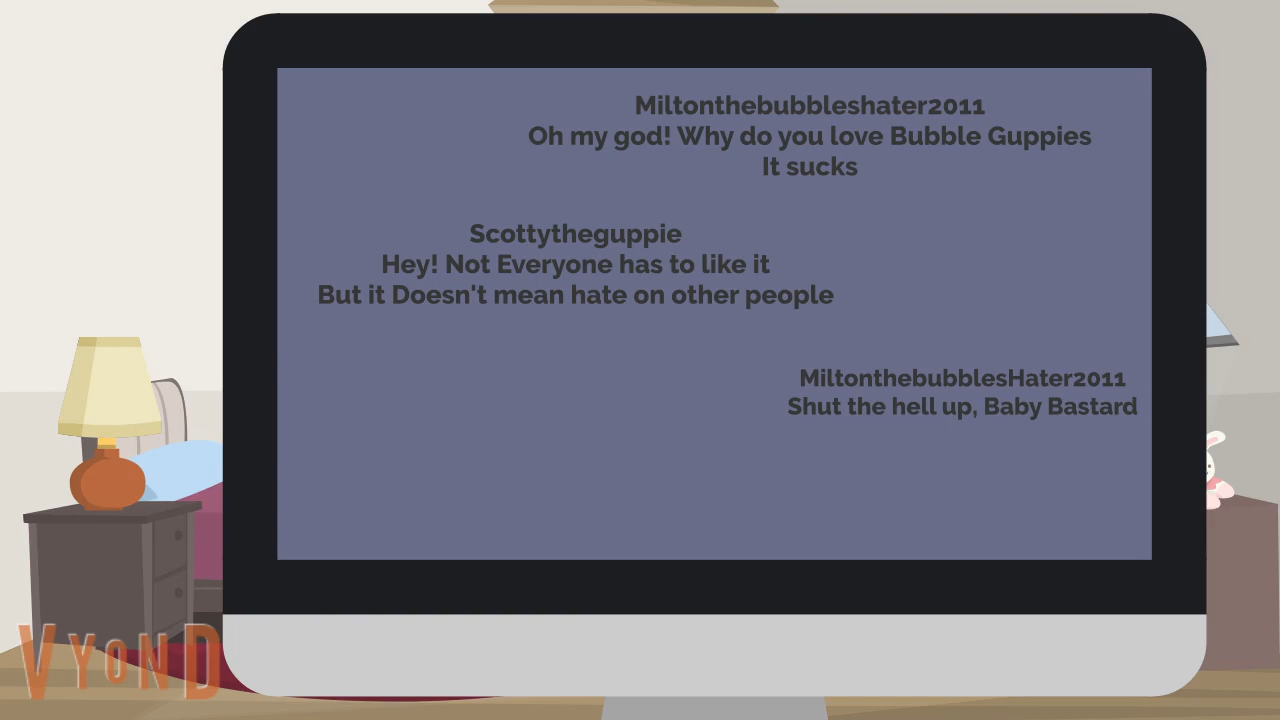 Miltonthebubbleshater2011
Oh my god! Why do you love Bubble Guppies
It sucks
Scottytheguppie
Hey! Not Everyone has to like it
But it Doesn't mean hate on other people
MiltonthebubblesHater2011
Shut the hell up, Baby Bastard
VYOND